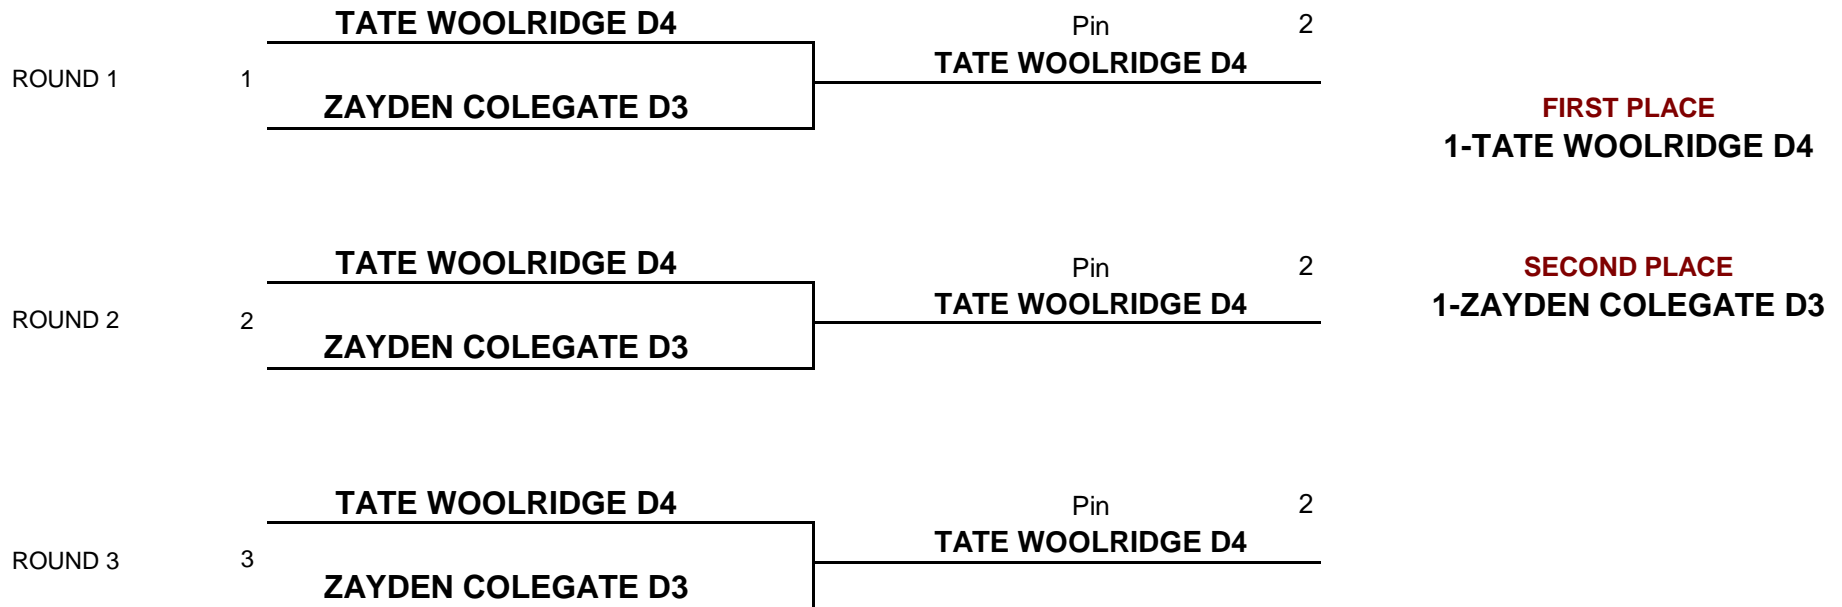 TATE WOOLRIDGE D4
Pin 2
TATE WOOLRIDGE D4
ROUND 1 1
ZAYDEN COLEGATE D3
FIRST PLACE
1-TATE WOOLRIDGE D4
TATE WOOLRIDGE D4
Pin 2
SECOND PLACE
TATE WOOLRIDGE D4
1-ZAYDEN COLEGATE D3
ROUND 2 2
ZAYDEN COLEGATE D3
TATE WOOLRIDGE D4
Pin 2
TATE WOOLRIDGE D4
ROUND 3 3
ZAYDEN COLEGATE D3